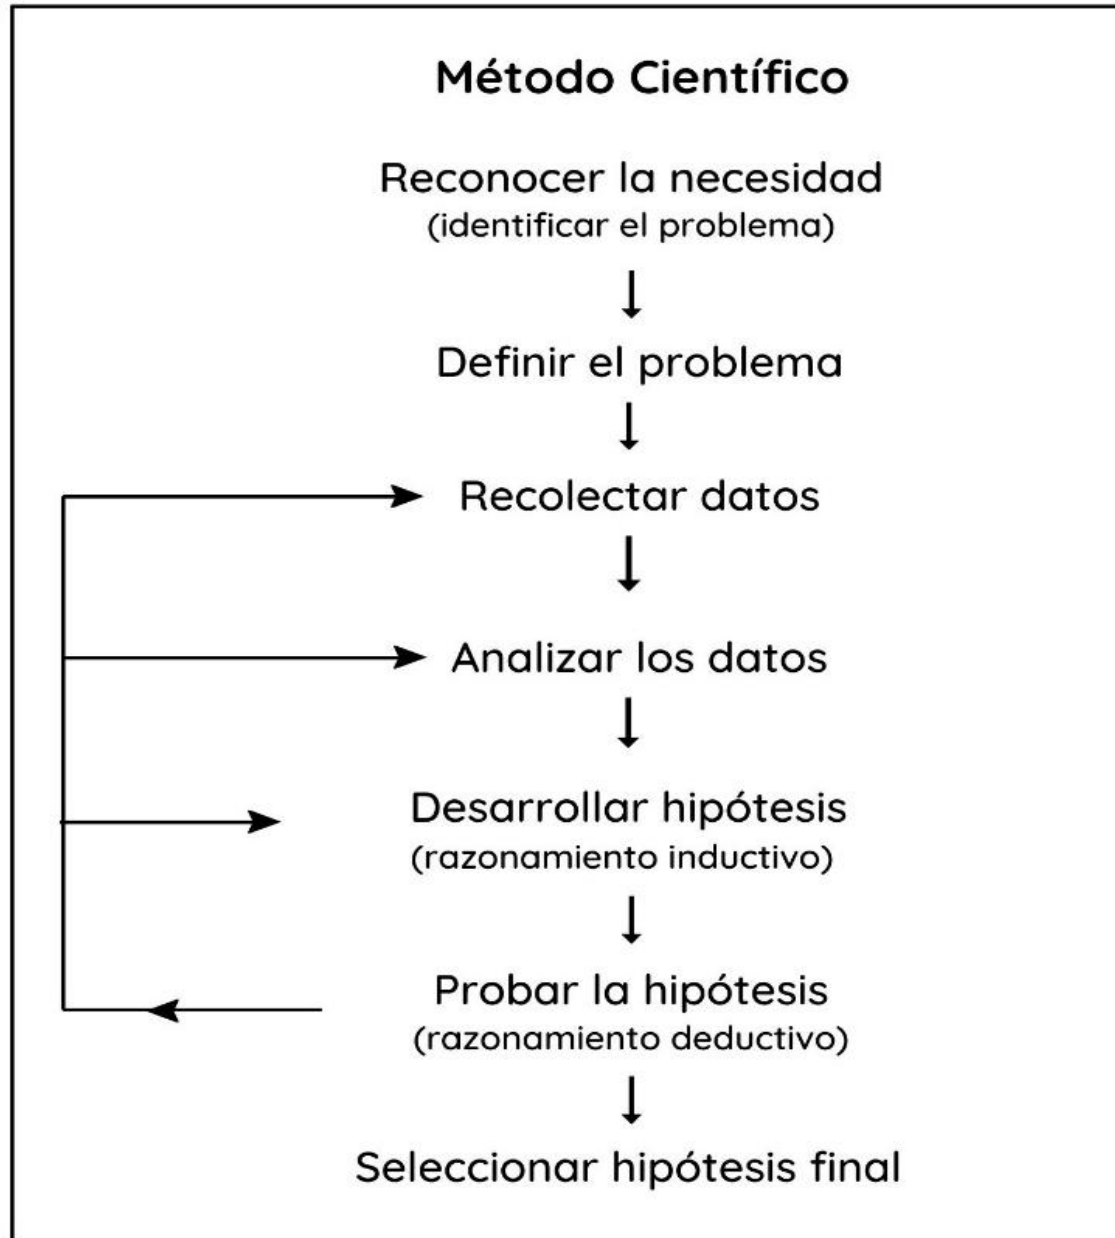 Método Científico
Reconocer la necesidad
(identificar el problema)
Definir el problema
Recolectar datos
Analizar los datos
Desarrollar hipótesis
(razonamiento inductivo)
Probar la hipótesis
(razonamiento deductivo)
Seleccionar hipótesis final